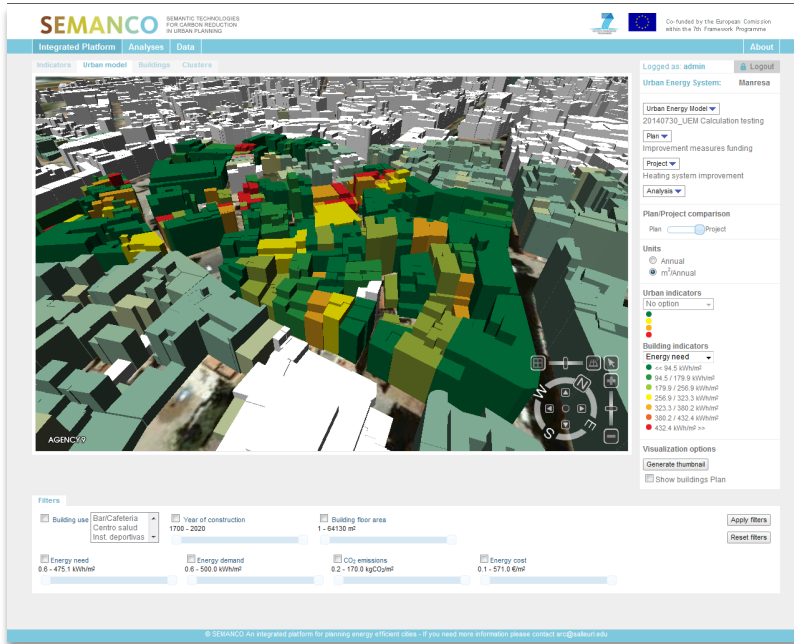 SEMANCO
SEMANTIC TECHNOLOGIES
FOR CARBON REDUCTION
IN URBAN PLANNING
Co-funded by the European Comission
within the 7th Framework Programme
Integrated Platform Analyses Data About
Indicators Urban model Buildings Clusters
Logged as: admin Logout
Urban Energy System: Manresa
Urban Energy Model
20140730_UEM Calculation testing
Plan
Improvement measures funding
Project
Heating system improvement
Analysis
Plan/Project comparison
Plan Project
Units
Annual
m²/Annual
Urban indicators
No option
Building indicators
Energy need
<< 94.5 kWh/m²
94.5 / 179.9 kWh/m²
179.9 / 256.9 kWh/m²
256.9 / 323.3 kWh/m²
323.3 / 380.2 kWh/m²
380.2 / 432.4 kWh/m²
432.4 kWh/m² >>
Visualization options
Generate thumbnail
Show buildings Plan
N
W
E
S
AGENCY9
Filters
Building use
Bar/Cafeteria
Centro salud
Inst. deportivas
Year of construction
1700 - 2020
Building floor area
1 - 64130 m²
Apply filters
Reset filters
Energy need
0.6 - 475.1 kWh/m²
Energy demand
0.6 - 500.0 kWh/m²
CO₂ emissions
0.2 - 170.0 kgCO₂/m²
Energy cost
0.1 - 571.0 €/m²
© SEMANCO An integrated platform for planning energy efficient cities - If you need more information please contact arc@salleurl.edu